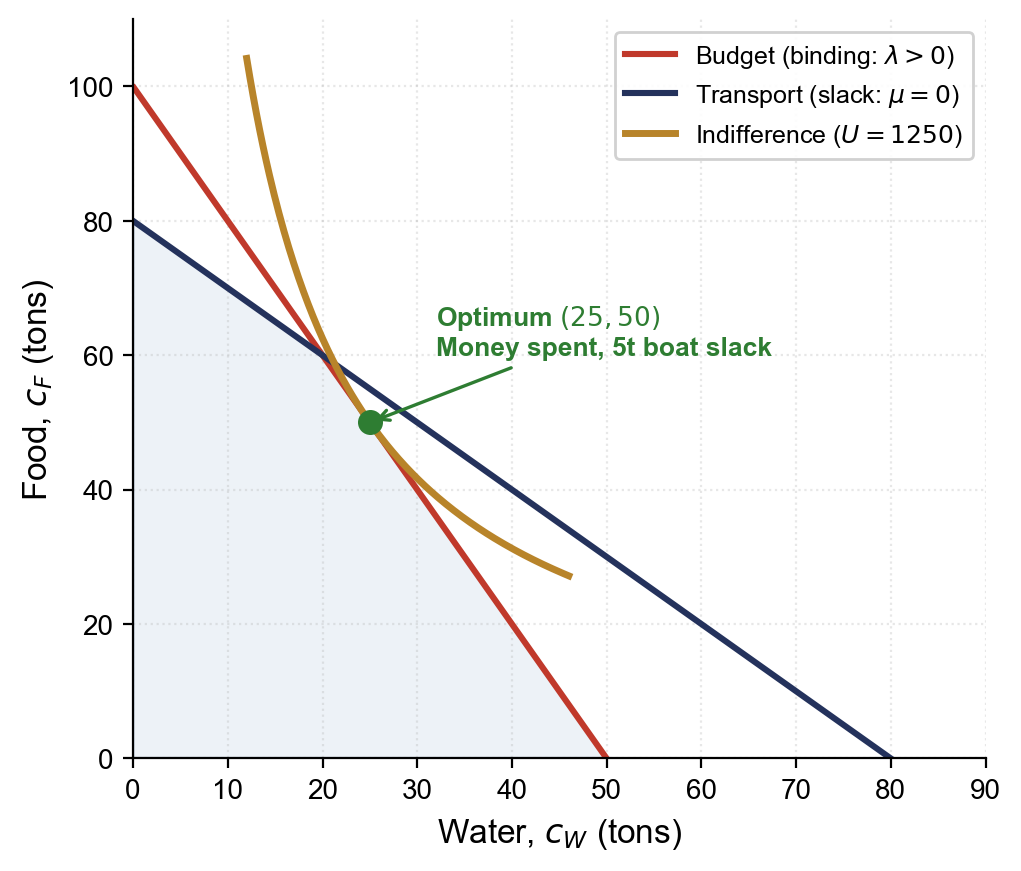 Budget (binding: λ > 0)
Transport (slack: μ = 0)
Indifference (U = 1250)
Optimum (25, 50)
Money spent, 5t boat slack
Food, c_F (tons)
100
80
60
40
20
0
0 10 20 30 40 50 60 70 80 90
Water, c_W (tons)